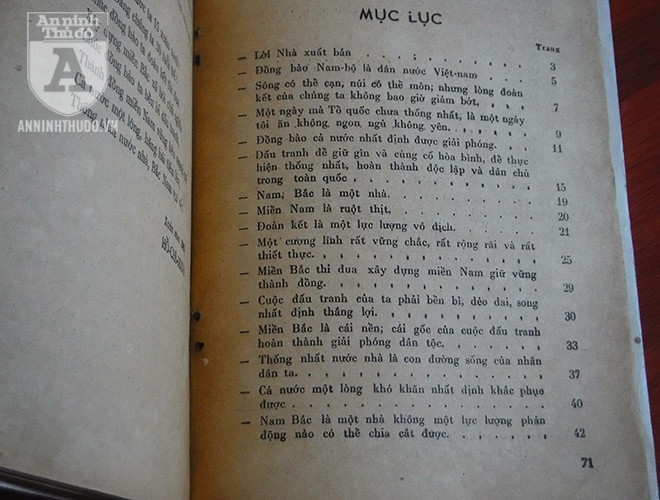 An ninh
Thủ đô
A
ANNINHTHUDO.VM
MỤC LỤC
Trang
— Lời Nhà xuất bản . . . . . . 3
— Đồng bào Nam-bộ là dân nước Việt-nam 5
— Sông có thể cạn, núi có thể mòn; nhưng lòng đoàn
kết của chúng ta không bao giờ giảm bớt. . . 7
— Một ngày mà Tổ quốc chưa thống nhất, là một ngày
tôi ăn không, ngon, ngủ không yên. . . . 9
— Đồng bào cả nước nhất định được giải phóng. . 11
— Đấu tranh để giữ gìn và củng cố hòa bình, để thực
hiện thống nhất, hoàn thành độc lập và dân chủ
trong toàn quốc . . . . . . 15
— Nam, Bắc là một nhà. . . . . . 19
— Miền Nam là ruột thịt. . . . . . 20
— Đoàn kết là một lực lượng vô địch. . . . 21
— Một cương lĩnh rất vững chắc, rất rộng rãi và rất
thiết thực. . . . . . . 25
— Miền Bắc thi đua xây dựng miền Nam giữ vững
thành đồng. . . . . . . 29
— Cuộc đấu tranh của ta phải bền bỉ, dẻo dai, song
nhất định thắng lợi. . . . . . 30
— Miền Bắc là cái nền; cái gốc của cuộc đấu tranh
hoàn thành giải phóng dân tộc. . . . . 33
— Thống nhất nước nhà là con đường sống của nhân
dân ta. . . . . . . 37
— Cả nước một lòng khó khăn nhất định khắc phục
được . . . . . . . 40
— Nam Bắc là một nhà không một lực lượng phản
động nào có thể chia cắt được. . . . . 42
71